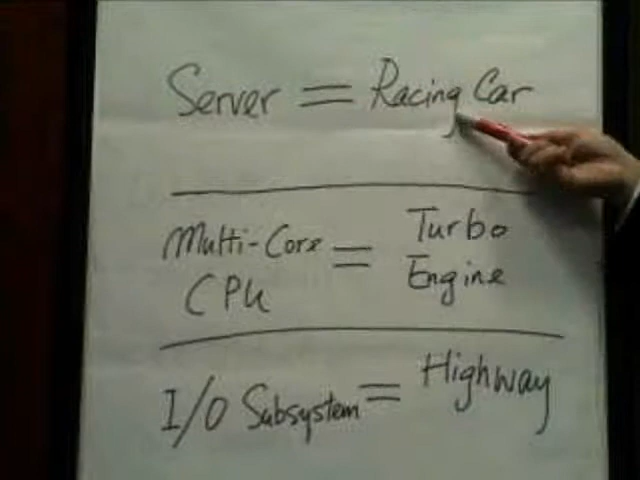 Server = Racing Car
Multi-Core CPU = Turbo Engine
I/O Subsystem = Highway